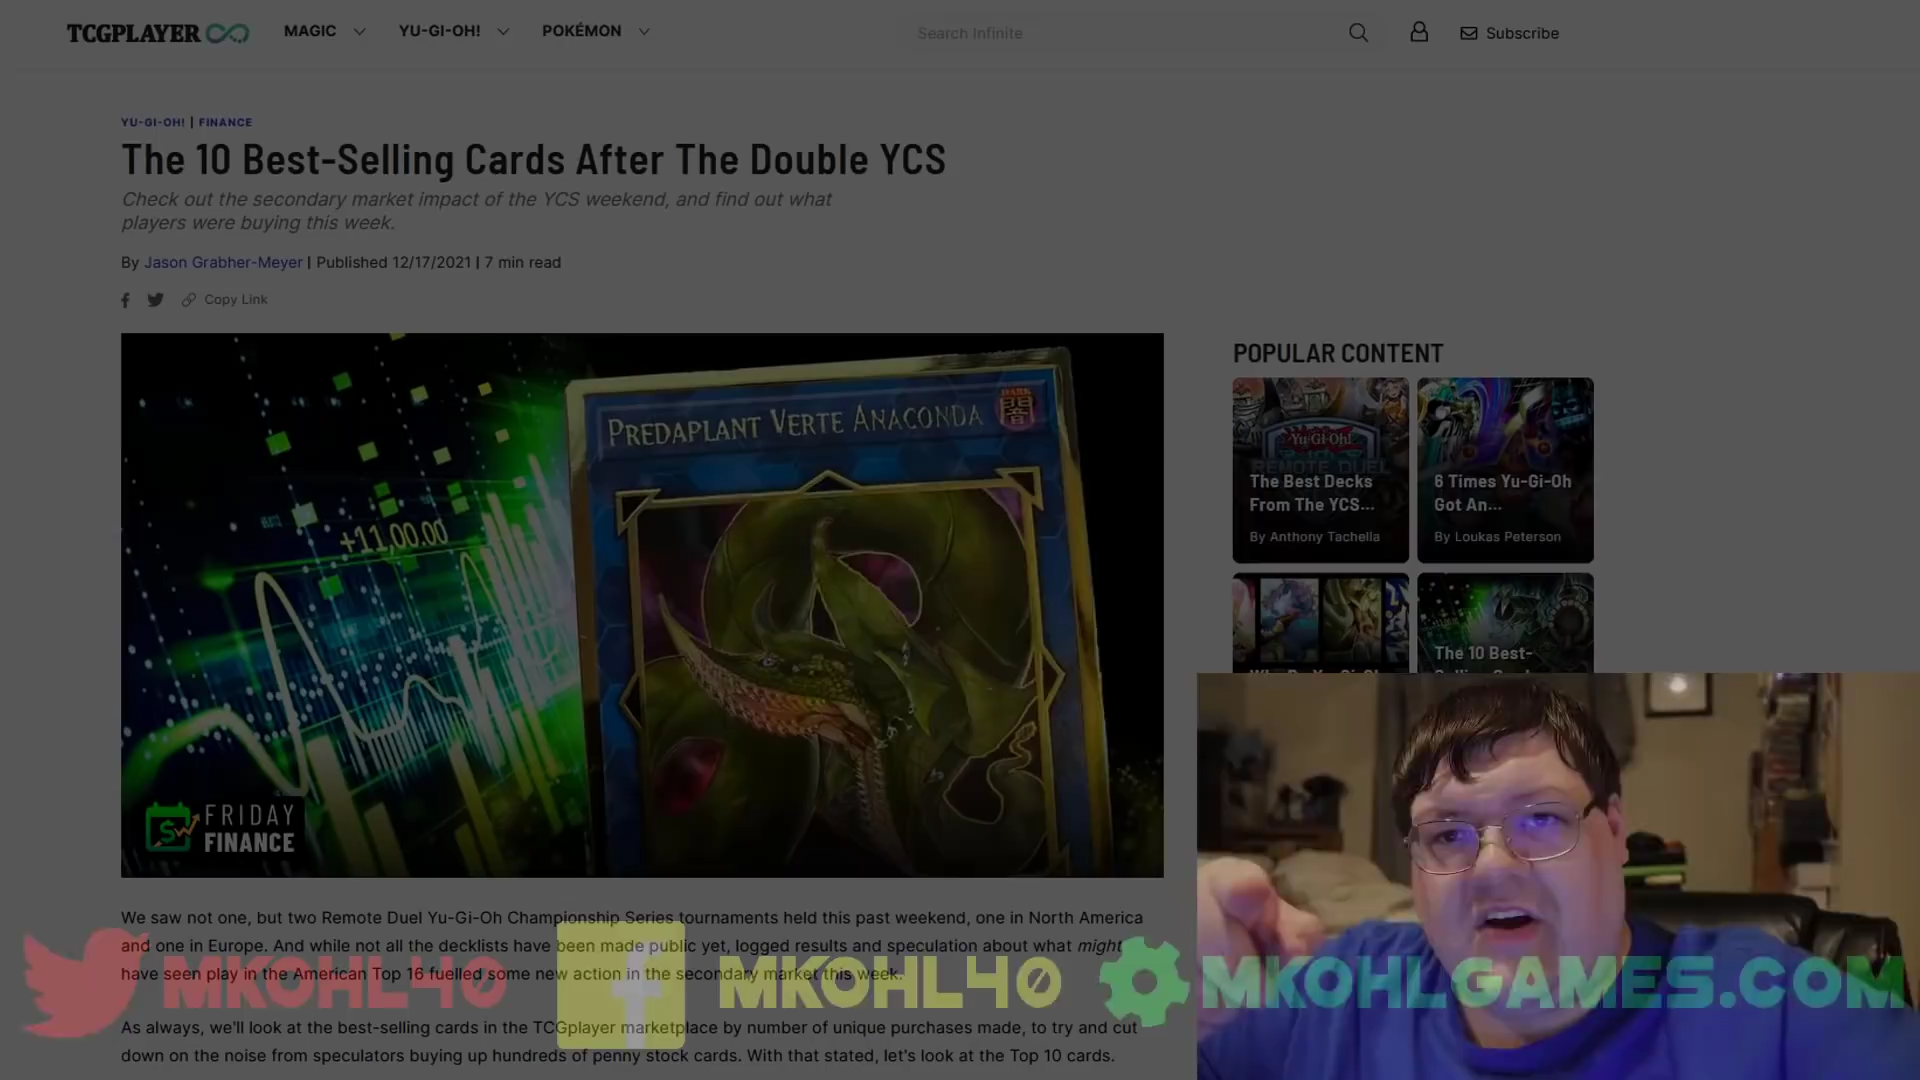 TCGPLAYER
MAGIC
YU-GI-OH!
POKÉMON
Search Infinite
Subscribe
YU-GI-OH! | FINANCE
The 10 Best-Selling Cards After The Double YCS
Check out the secondary market impact of the YCS weekend, and find out what
players were buying this week.
By Jason Grabher-Meyer | Published 12/17/2021 | 7 min read
Copy Link
PREDAPLANT VERTE ANACONDA
DARK
闇
+11,00.00
FRIDAY
FINANCE
POPULAR CONTENT
Yu-Gi-Oh!
REMOTE DUEL
The Best Decks
From The YCS...
By Anthony Tachella
6 Times Yu-Gi-Oh
Got An...
By Loukas Peterson
The 10 Best-
We saw not one, but two Remote Duel Yu-Gi-Oh Championship Series tournaments held this past weekend, one in North America
and one in Europe. And while not all the decklists have been made public yet, logged results and speculation about what might
have seen play in the American Top 16 fuelled some new action in the secondary market this week.
MKOHL40
MKOHL40
MKOHLGAMES.COM
As always, we'll look at the best-selling cards in the TCGplayer marketplace by number of unique purchases made, to try and cut
down on the noise from speculators buying up hundreds of penny stock cards. With that stated, let's look at the Top 10 cards.